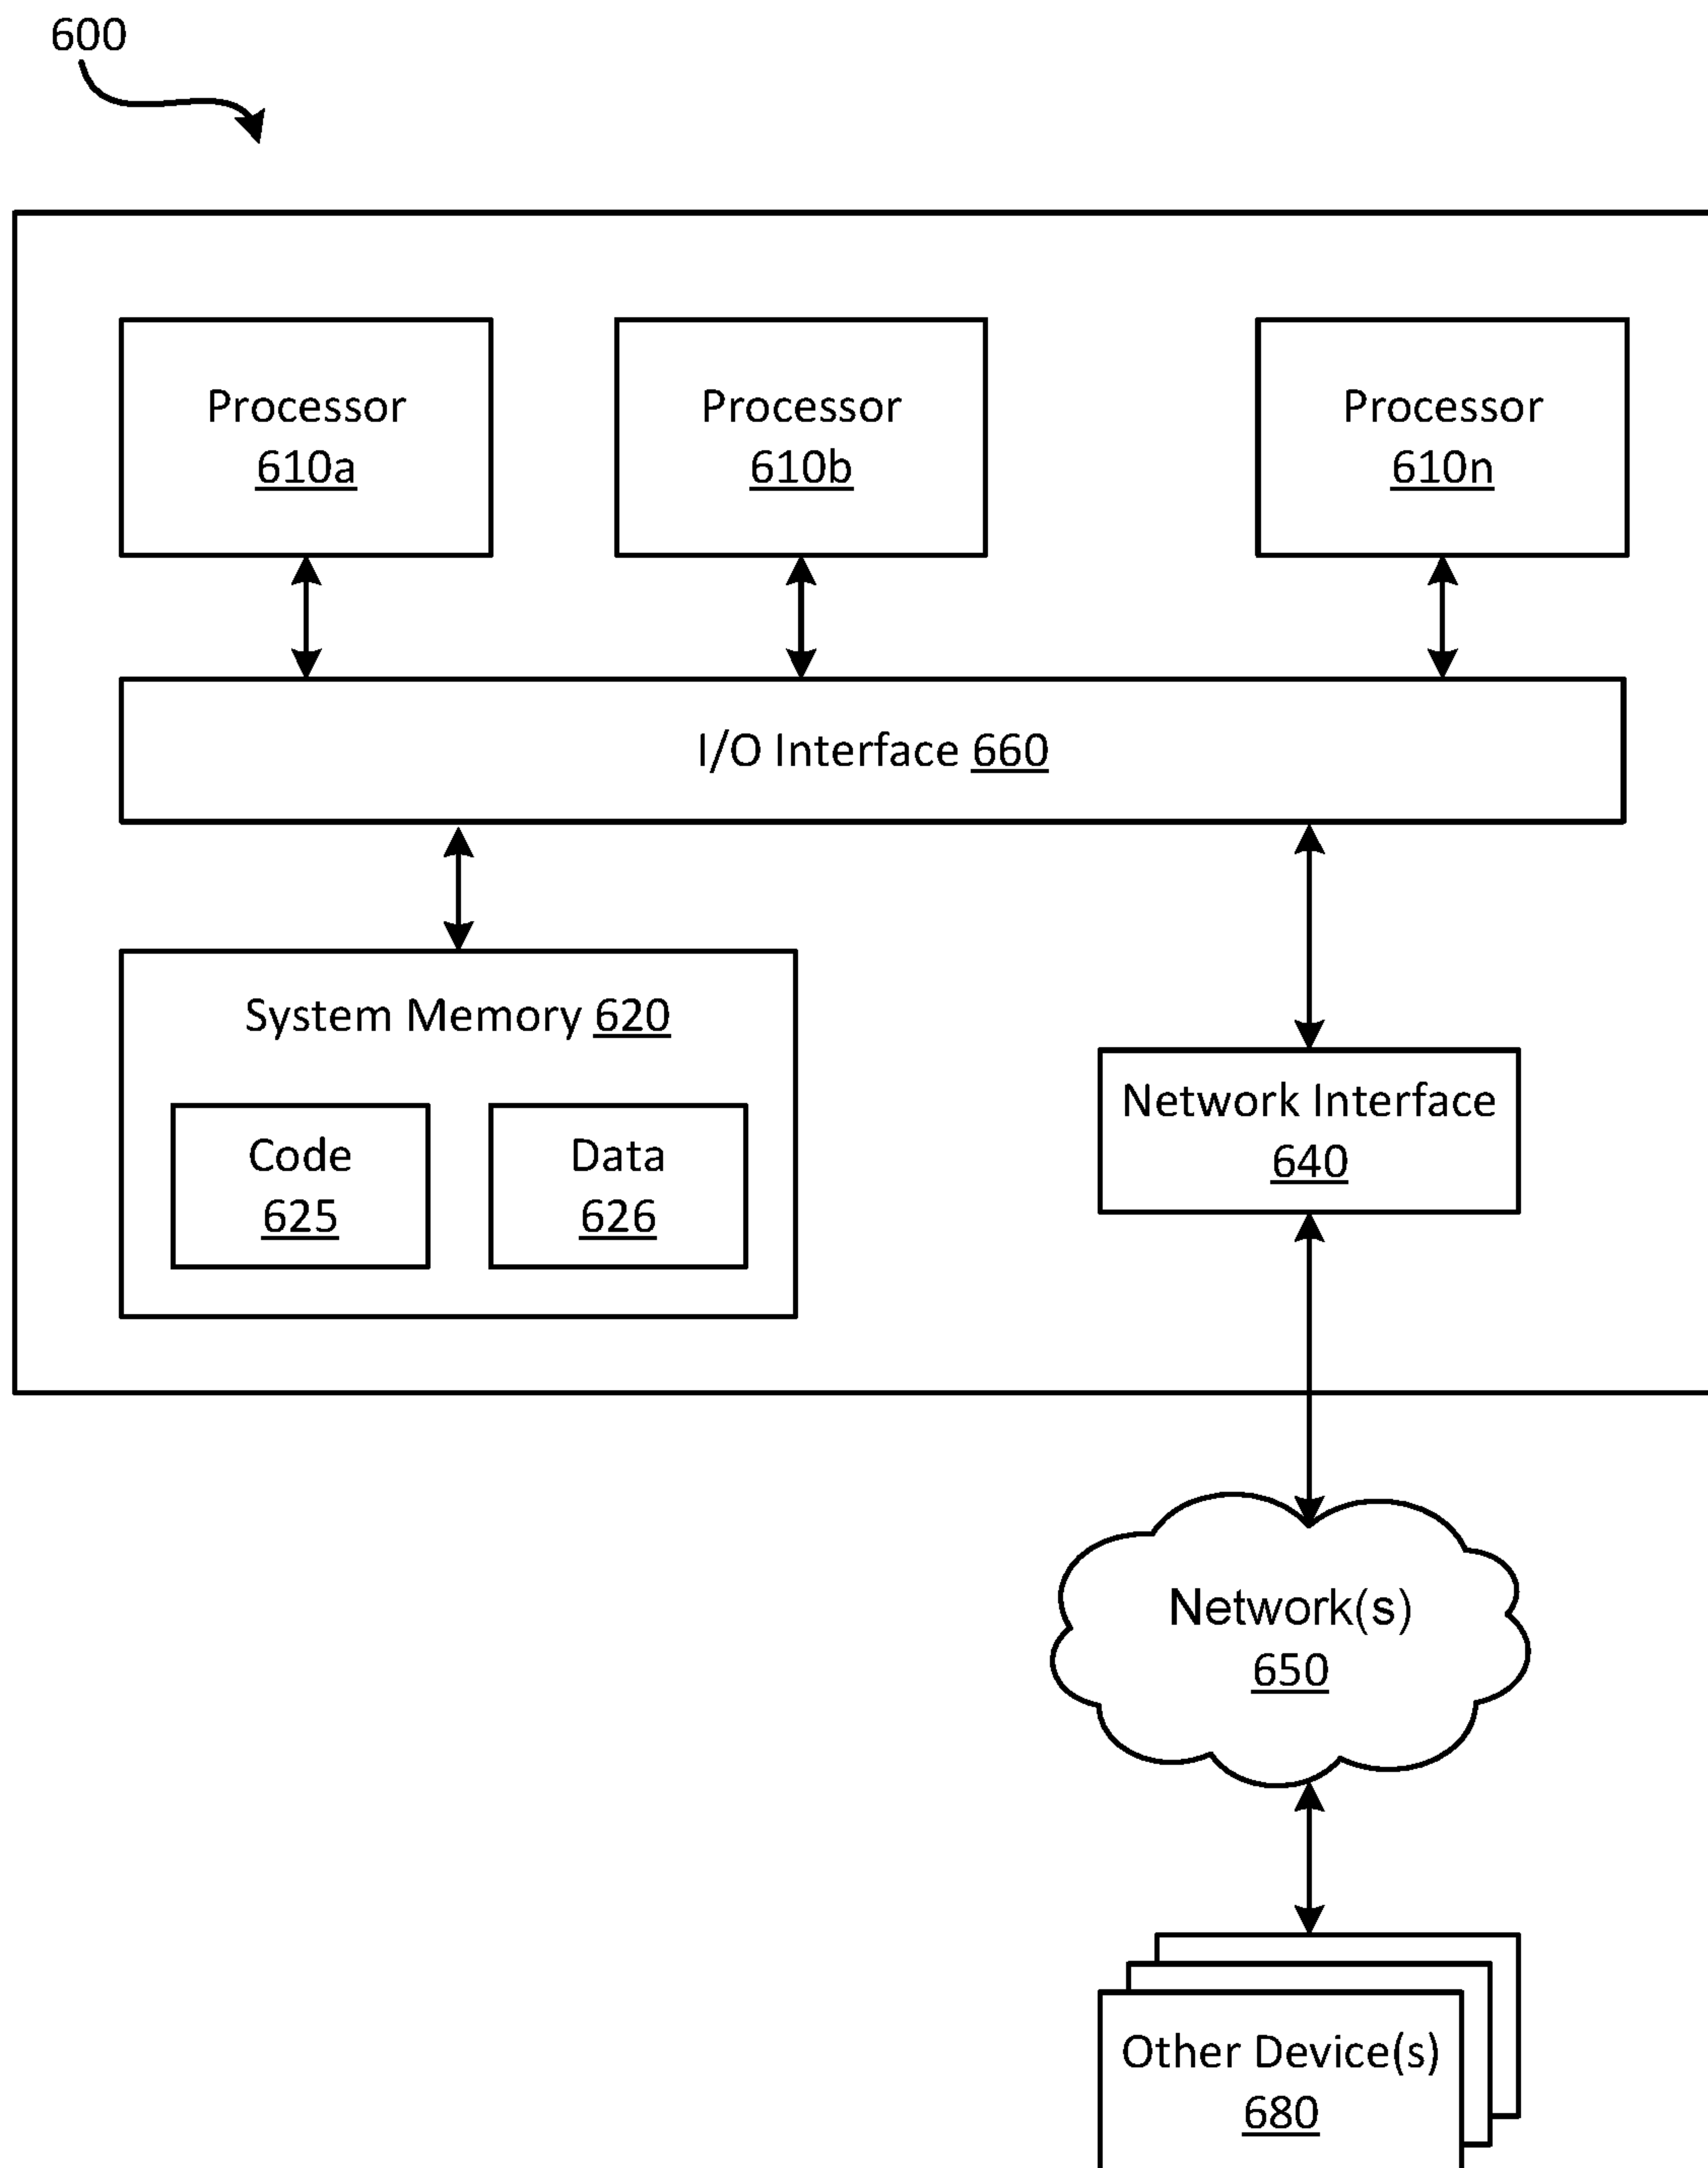 600
Processor
610a
Processor
610b
Processor
610n
I/O Interface 660
System Memory 620
Code
625
Data
626
Network Interface
640
Network(s)
650
Other Device(s)
680